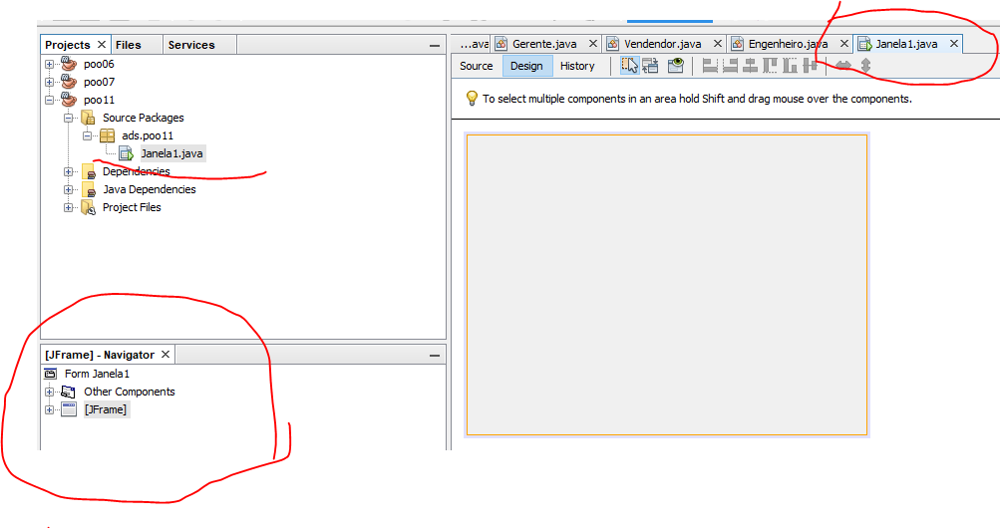 Projects Files Services
poo06
poo07
poo11
Source Packages
ads.poo11
Janela1.java
Dependencies
Java Dependencies
Project Files
[JFrame] - Navigator
Form Janela1
Other Components
[JFrame]
...ava Gerente.java Vendendor.java Engenheiro.java Janela1.java
Source Design History
To select multiple components in an area hold Shift and drag mouse over the components.